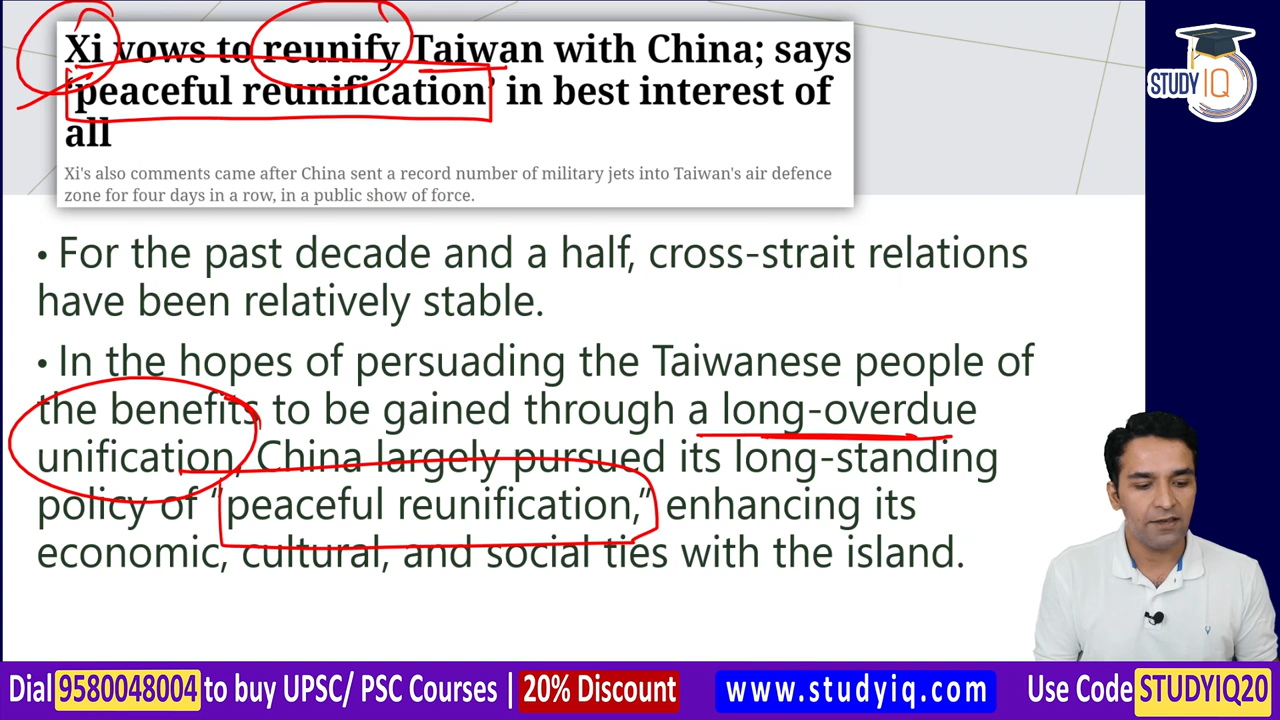 Xi vows to reunify Taiwan with China; says
'peaceful reunification' in best interest of
all
Xi's also comments came after China sent a record number of military jets into Taiwan's air defence
zone for four days in a row, in a public show of force.
STUDY IQ
• For the past decade and a half, cross-strait relations
have been relatively stable.
• In the hopes of persuading the Taiwanese people of
the benefits to be gained through a long-overdue
unification, China largely pursued its long-standing
policy of “peaceful reunification,” enhancing its
economic, cultural, and social ties with the island.
Dial 9580048004 to buy UPSC/ PSC Courses | 20% Discount www.studyiq.com Use Code STUDYIQ20